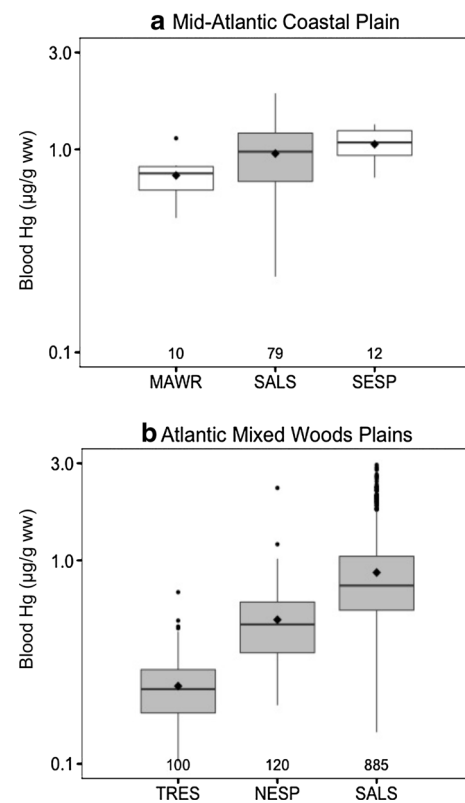 a Mid-Atlantic Coastal Plain
3.0
1.0
0.1
Blood Hg (µg/g ww)
10 79 12
MAWR SALS SESP
b Atlantic Mixed Woods Plains
3.0
1.0
0.1
Blood Hg (µg/g ww)
100 120 885
TRES NESP SALS